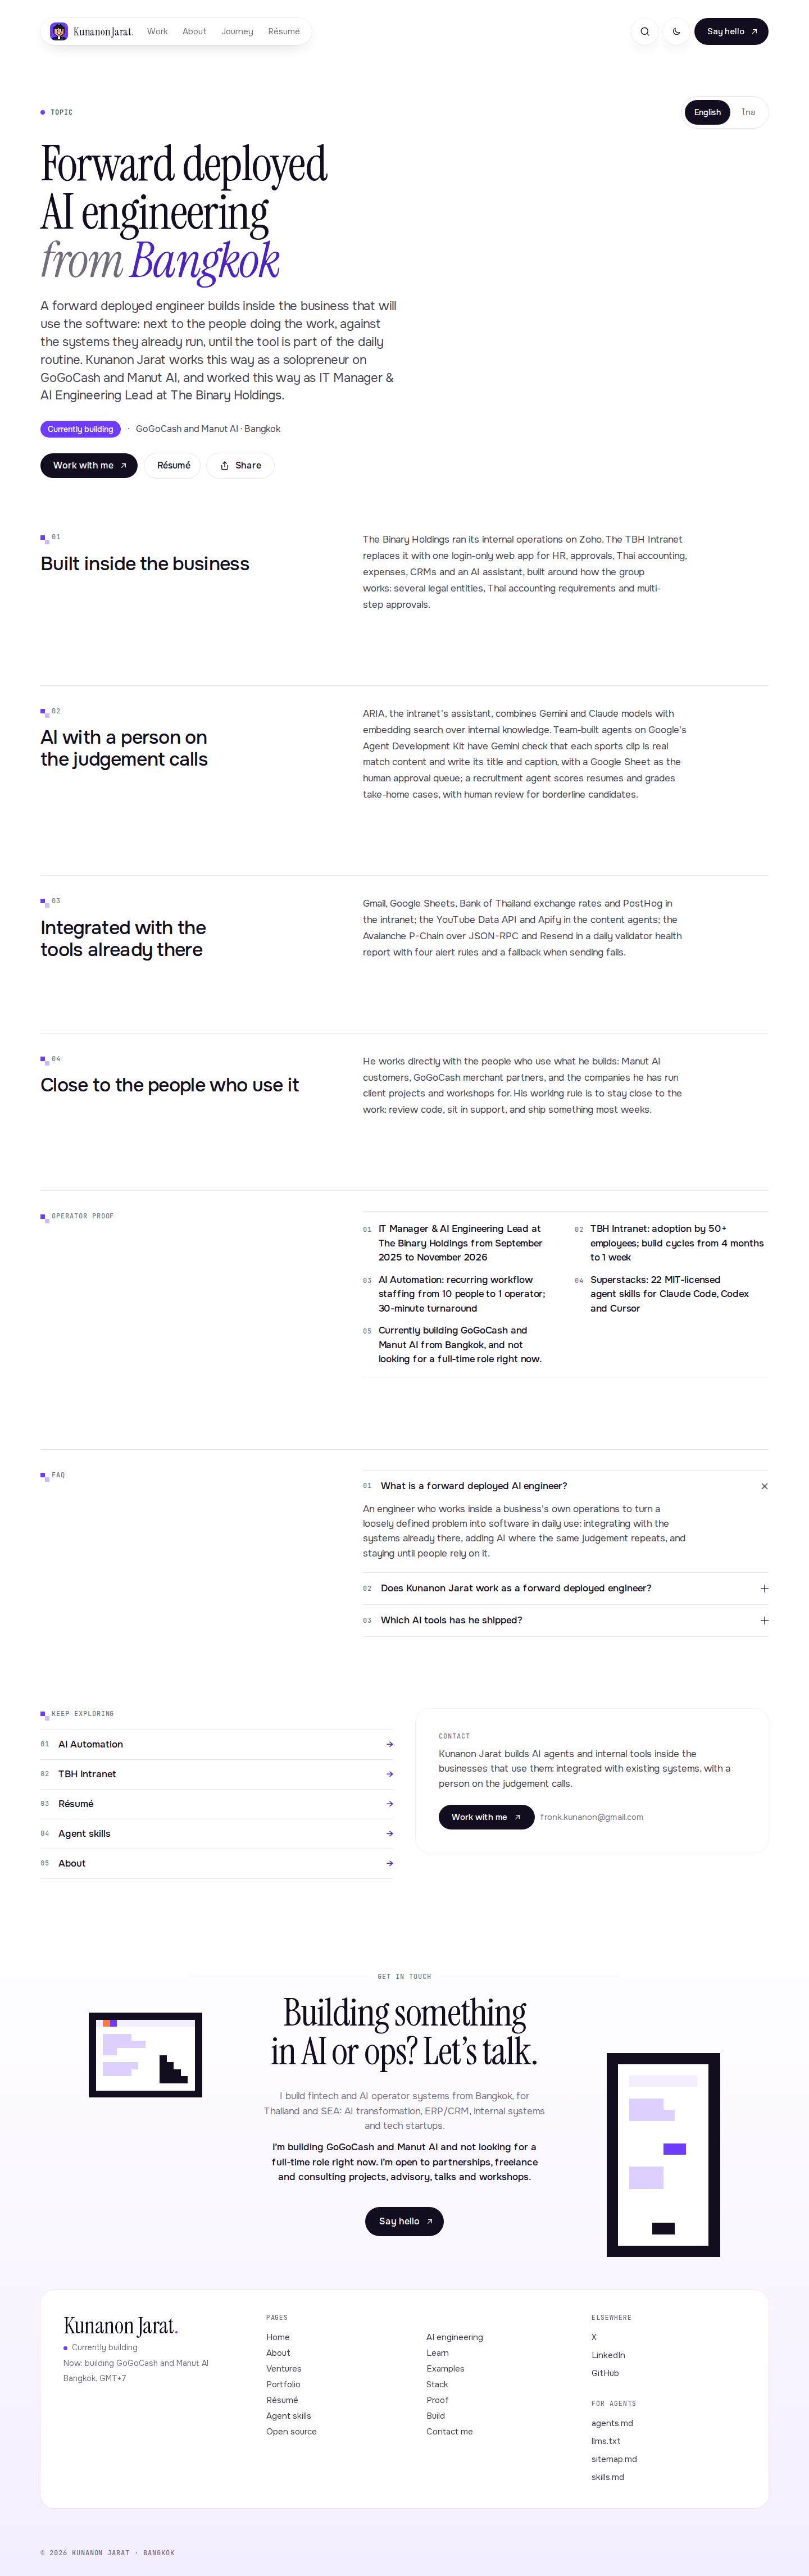 Kunanon Jarat.
Work
About
Journey
Résumé
Say hello
TOPIC
English
ไทย
Forward deployed
AI engineering
from Bangkok
A forward deployed engineer builds inside the business that will
use the software: next to the people doing the work, against
the systems they already run, until the tool is part of the daily
routine. Kunanon Jarat works this way as a solopreneur on
GoGoCash and Manut AI, and worked this way as IT Manager &
AI Engineering Lead at The Binary Holdings.
Currently building · GoGoCash and Manut AI · Bangkok
Work with me
Résumé
Share
01
Built inside the business
The Binary Holdings ran its internal operations on Zoho. The TBH Intranet
replaces it with one login-only web app for HR, approvals, Thai accounting,
expenses, CRMs and an AI assistant, built around how the group
works: several legal entities, Thai accounting requirements and multi-
step approvals.
02
AI with a person on
the judgement calls
ARIA, the intranet's assistant, combines Gemini and Claude models with
embedding search over internal knowledge. Team-built agents on Google's
Agent Development Kit have Gemini check that each sports clip is real
match content and write its title and caption, with a Google Sheet as the
human approval queue; a recruitment agent scores resumes and grades
take-home cases, with human review for borderline candidates.
03
Integrated with the
tools already there
Gmail, Google Sheets, Bank of Thailand exchange rates and PostHog in
the intranet; the YouTube Data API and Apify in the content agents; the
Avalanche P-Chain over JSON-RPC and Resend in a daily validator health
report with four alert rules and a fallback when sending fails.
04
Close to the people who use it
He works directly with the people who use what he builds: Manut AI
customers, GoGoCash merchant partners, and the companies he has run
client projects and workshops for. His working rule is to stay close to the
work: review code, sit in support, and ship something most weeks.
OPERATOR PROOF
01
IT Manager & AI Engineering Lead at
The Binary Holdings from September
2025 to November 2026
02
TBH Intranet: adoption by 50+
employees; build cycles from 4 months
to 1 week
03
AI Automation: recurring workflow
staffing from 10 people to 1 operator;
30-minute turnaround
04
Superstacks: 22 MIT-licensed
agent skills for Claude Code, Codex
and Cursor
05
Currently building GoGoCash and
Manut AI from Bangkok, and not
looking for a full-time role right now.
FAQ
01 What is a forward deployed AI engineer?
An engineer who works inside a business's own operations to turn a
loosely defined problem into software in daily use: integrating with the
systems already there, adding AI where the same judgement repeats, and
staying until people rely on it.
02 Does Kunanon Jarat work as a forward deployed engineer?
03 Which AI tools has he shipped?
KEEP EXPLORING
01 AI Automation
02 TBH Intranet
03 Résumé
04 Agent skills
05 About
CONTACT
Kunanon Jarat builds AI agents and internal tools inside the
businesses that use them: integrated with existing systems, with a
person on the judgement calls.
Work with me
fronk.kunanon@gmail.com
GET IN TOUCH
Building something
in AI or ops? Let's talk.
I build fintech and AI operator systems from Bangkok, for
Thailand and SEA: AI transformation, ERP/CRM, internal systems
and tech startups.
I'm building GoGoCash and Manut AI and not looking for a
full-time role right now. I'm open to partnerships, freelance
and consulting projects, advisory, talks and workshops.
Say hello
Kunanon Jarat.
Currently building
Now: building GoGoCash and Manut AI
Bangkok, GMT+7
PAGES
Home
About
Ventures
Portfolio
Résumé
Agent skills
Open source
AI engineering
Learn
Examples
Stack
Proof
Build
Contact me
ELSEWHERE
X
LinkedIn
GitHub
FOR AGENTS
agents.md
llms.txt
sitemap.md
skills.md
© 2026 KUNANON JARAT · BANGKOK